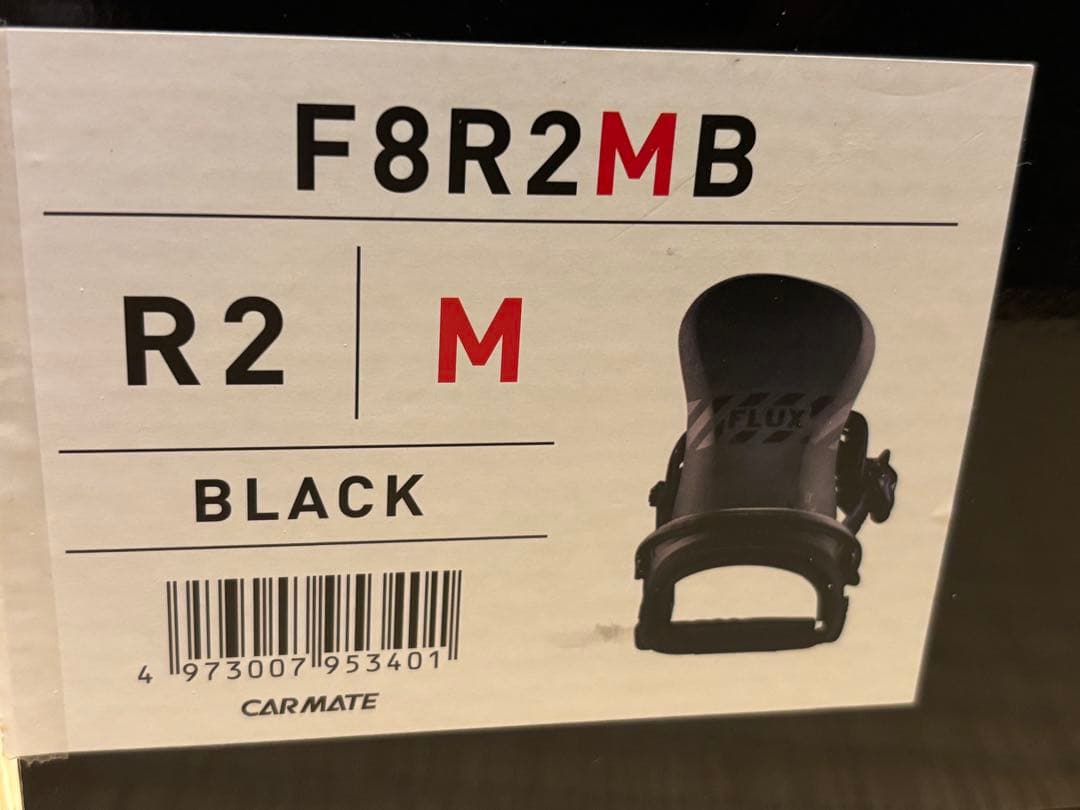 F8R2MB
R2 M
BLACK
FLUX
4 973007 953401
CARMATE